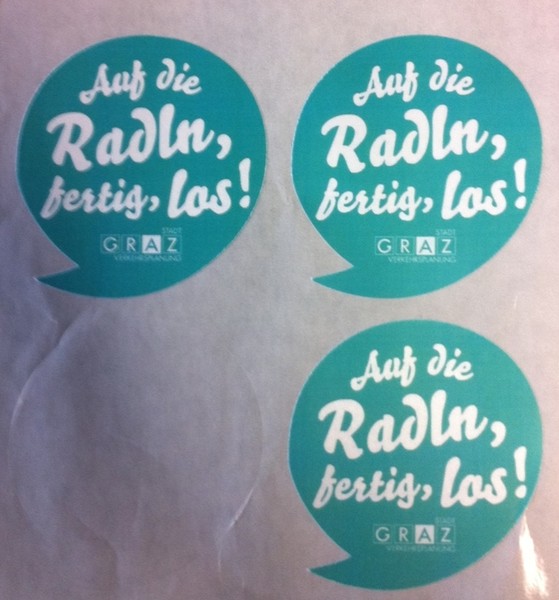 Auf die
Radln,
fertig, los!
STADT
GRAZ
VERKEHRSPLANUNG
Auf die
Radln,
fertig, los!
STADT
GRAZ
VERKEHRSPLANUNG
Auf die
Radln,
fertig, los!
STADT
GRAZ
VERKEHRSPLANUNG